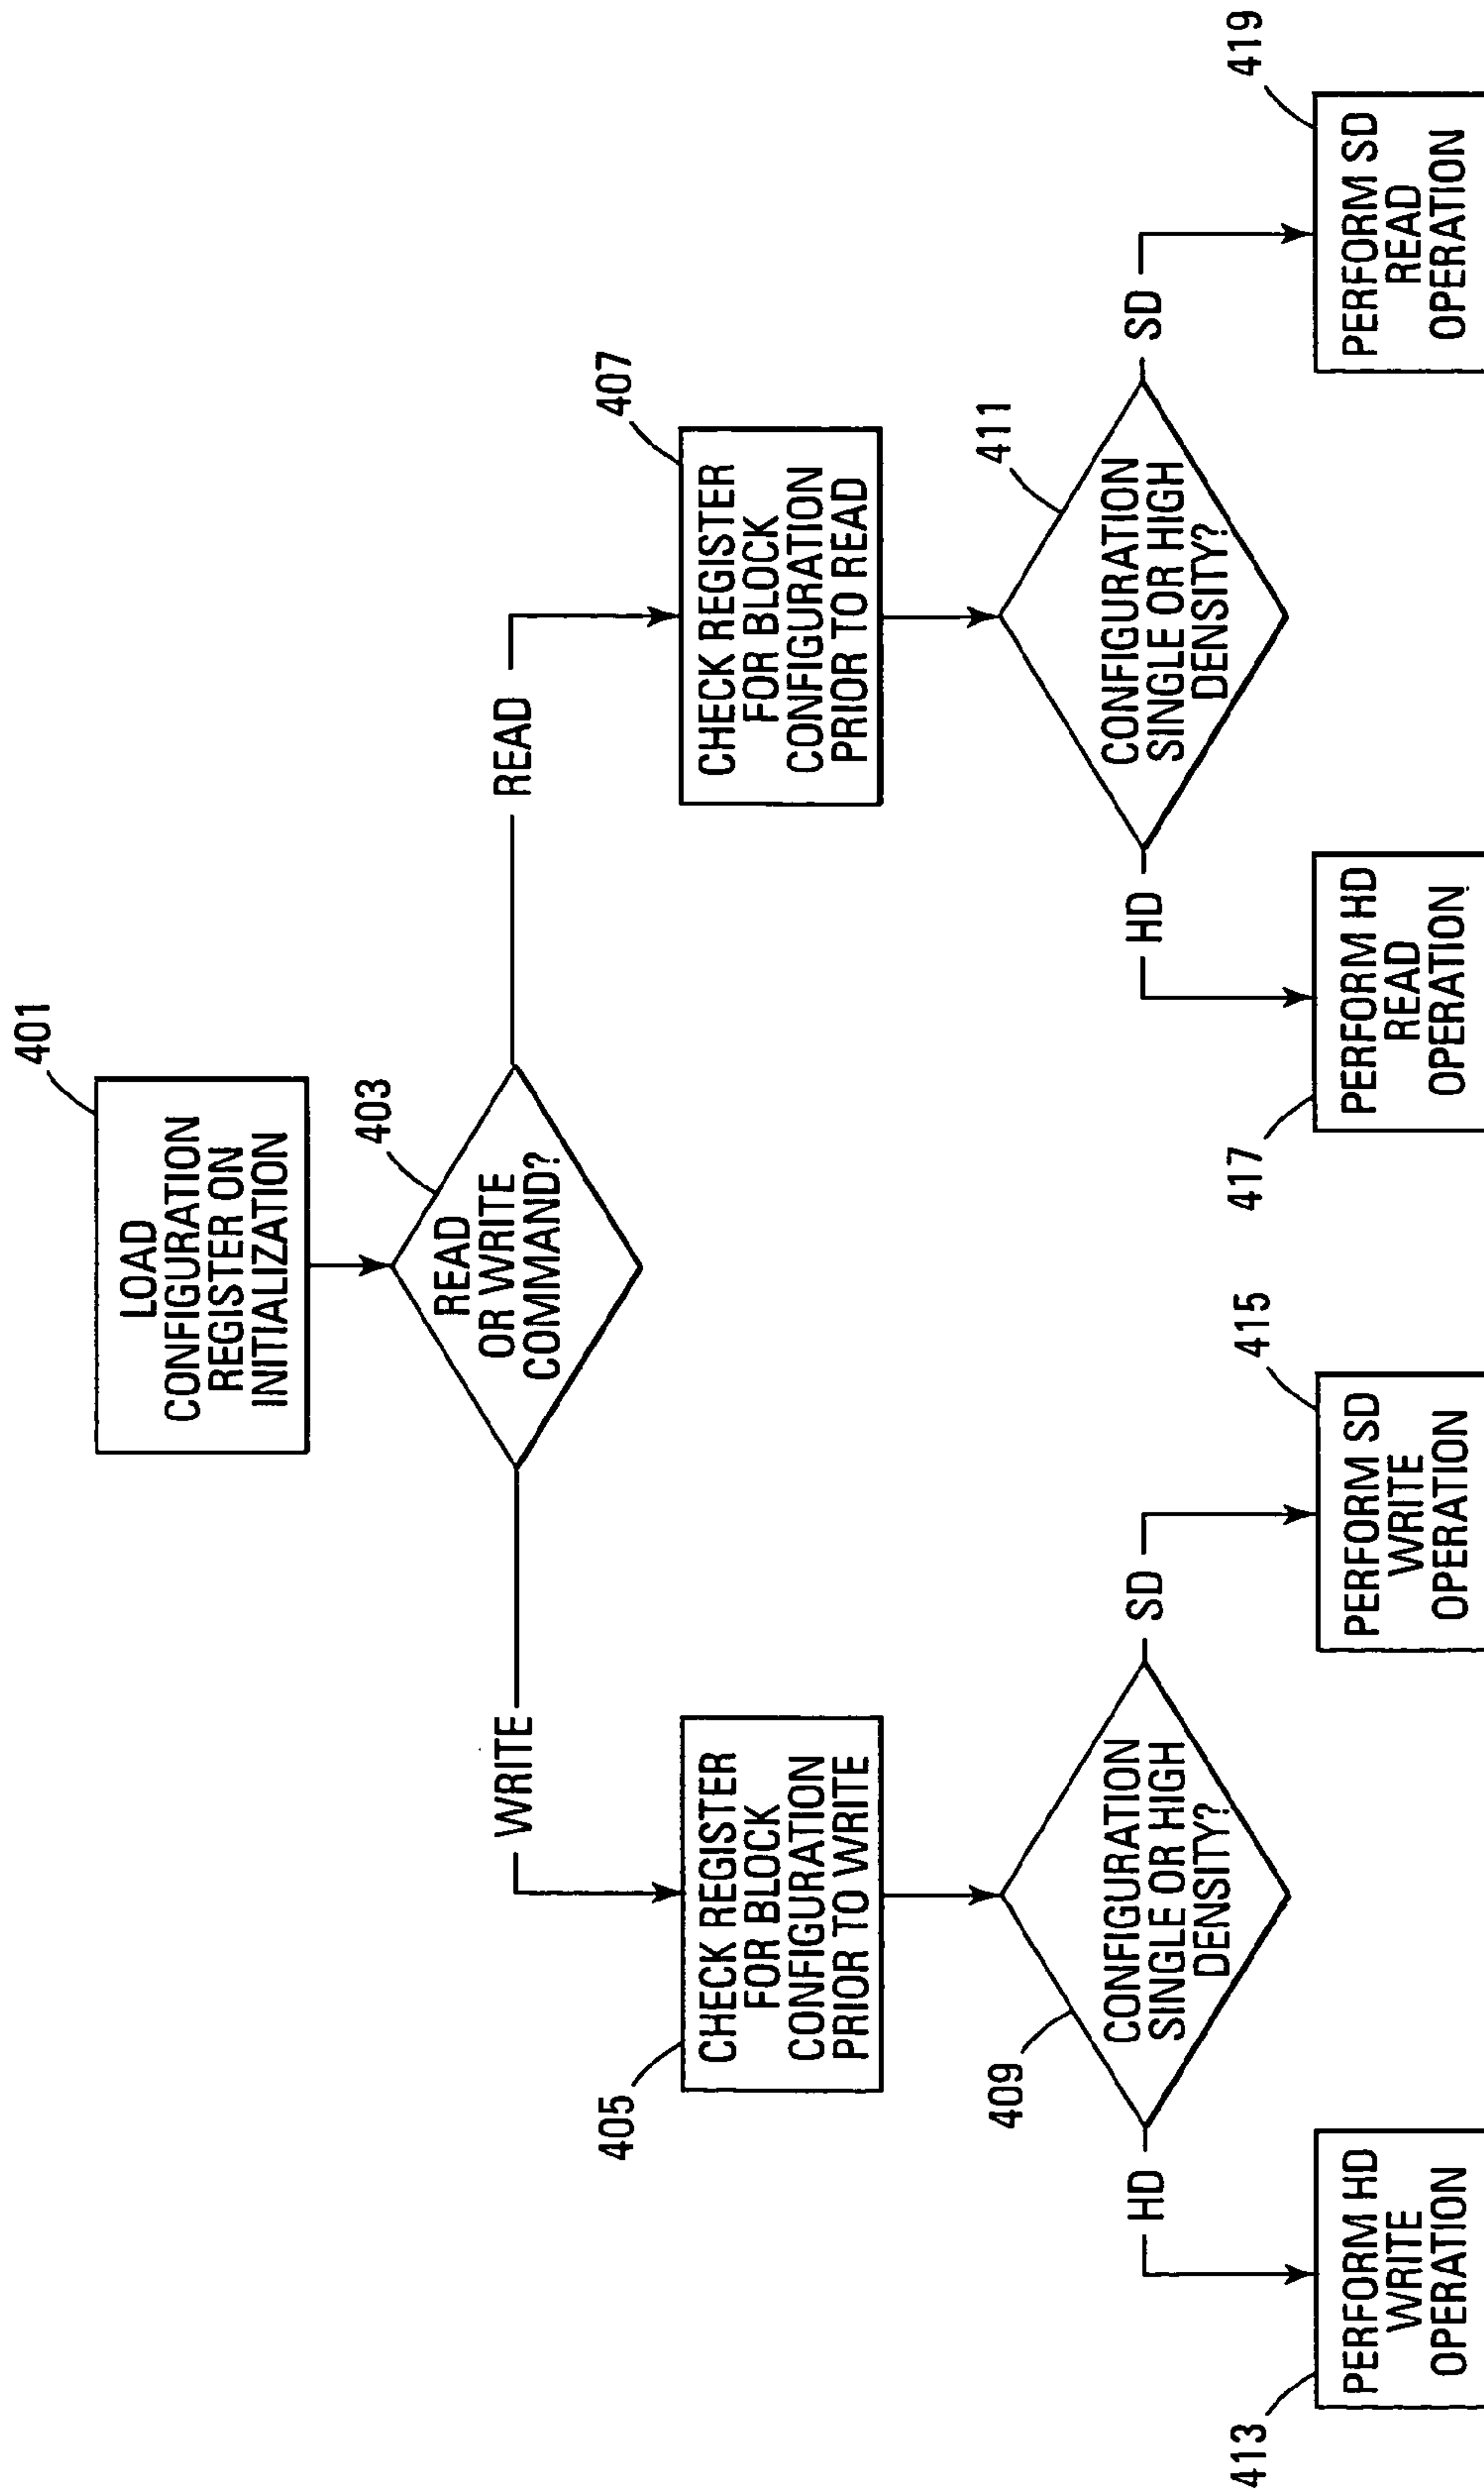 401
LOAD
CONFIGURATION
REGISTER ON
INITIALIZATION
403
READ
OR WRITE
COMMAND?
WRITE
READ
405
CHECK REGISTER
FOR BLOCK
CONFIGURATION
PRIOR TO WRITE
407
CHECK REGISTER
FOR BLOCK
CONFIGURATION
PRIOR TO READ
409
CONFIGURATION
SINGLE OR HIGH
DENSITY?
HD
SD
411
CONFIGURATION
SINGLE OR HIGH
DENSITY?
HD
SD
413
PERFORM HD
WRITE
OPERATION
415
PERFORM SD
WRITE
OPERATION
417
PERFORM HD
READ
OPERATION
419
PERFORM SD
READ
OPERATION